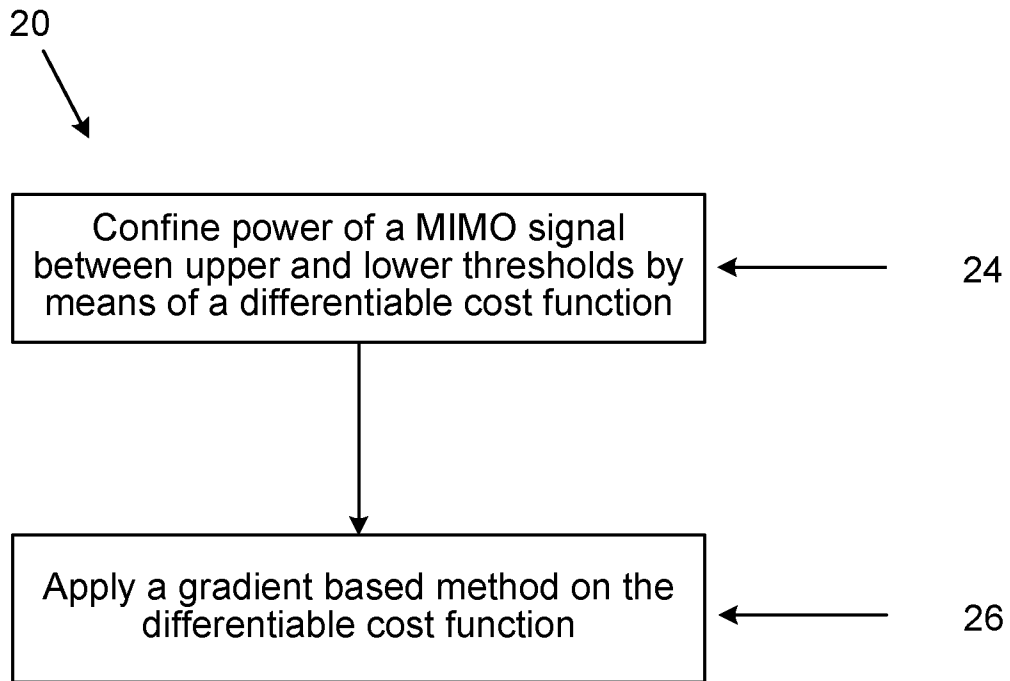 20
Confine power of a MIMO signal
between upper and lower thresholds by
means of a differentiable cost function
24
Apply a gradient based method on the
differentiable cost function
26